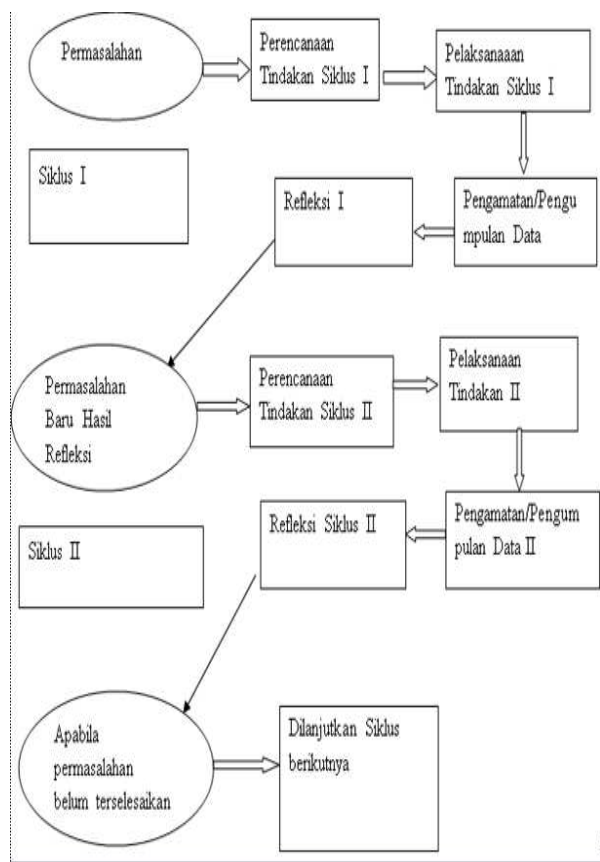 Permasalahan
Perencanaan
Tindakan Siklus I
Pelaksanaaan
Tindakan Siklus I
Siklus I
Refleksi I
Pengamatan/Pengu
mpulan Data
Permasalahan
Baru Hasil
Refleksi
Perencanaan
Tindakan Siklus II
Pelaksanaan
Tindakan II
Siklus II
Refleksi Siklus II
Pengamatan/Pengum
pulan Data II
Apabila
permasalahan
belum terselesaikan
Dilanjutkan Siklus
berikutnya